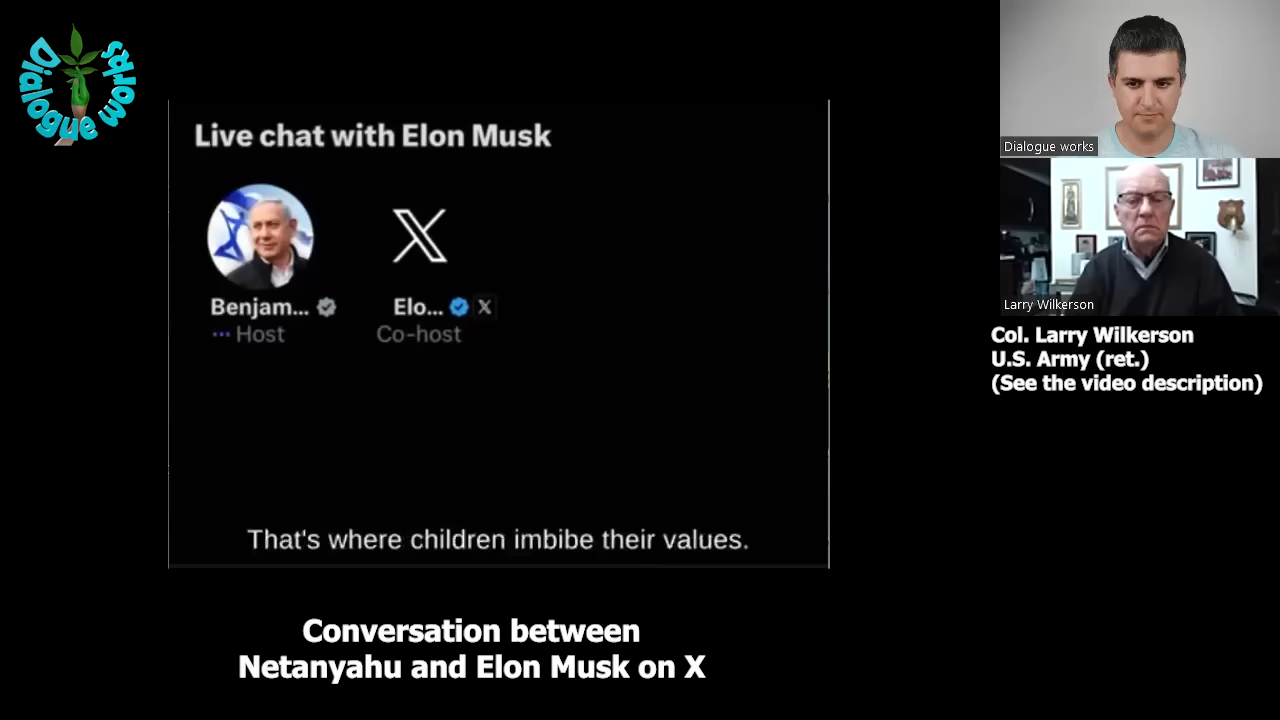 Dialogue works
Live chat with Elon Musk
Benjam...
Elo...
X
··· Host
Co-host
That's where children imbibe their values.
Conversation between
Netanyahu and Elon Musk on X
Dialogue works
Larry Wilkerson
Col. Larry Wilkerson
U.S. Army (ret.)
(See the video description)